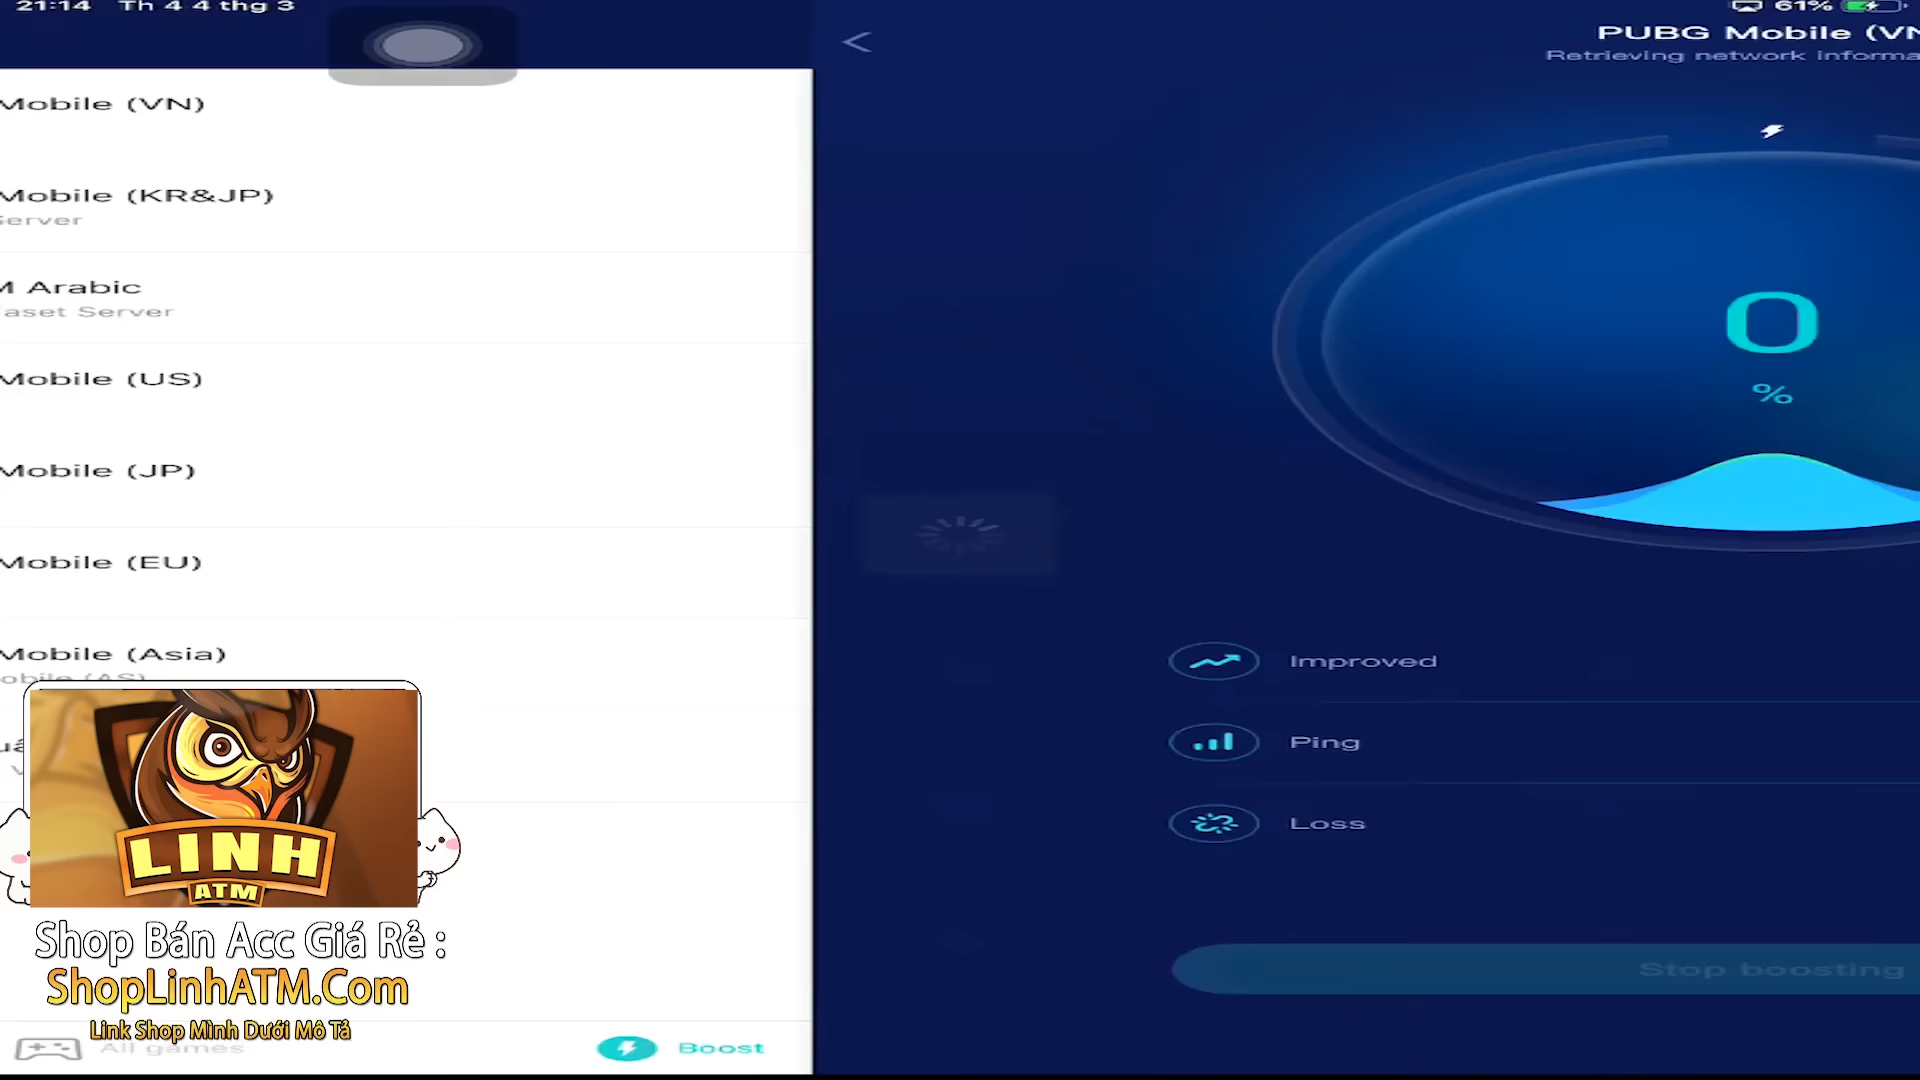 21:14 Th 4 4 thg 3
61%
Mobile (VN)
Mobile (KR&JP)
Server
M Arabic
aset Server
Mobile (US)
Mobile (JP)
Mobile (EU)
Mobile (Asia)
PUBG Mobile (VN
Retrieving network informa
0
%
Improved
Ping
Loss
Stop boosting
LINH
ATM
Shop Bán Acc Giá Rẻ :
ShopLinhATM.Com
Link Shop Mình Dưới Mô Tả
All games
Boost